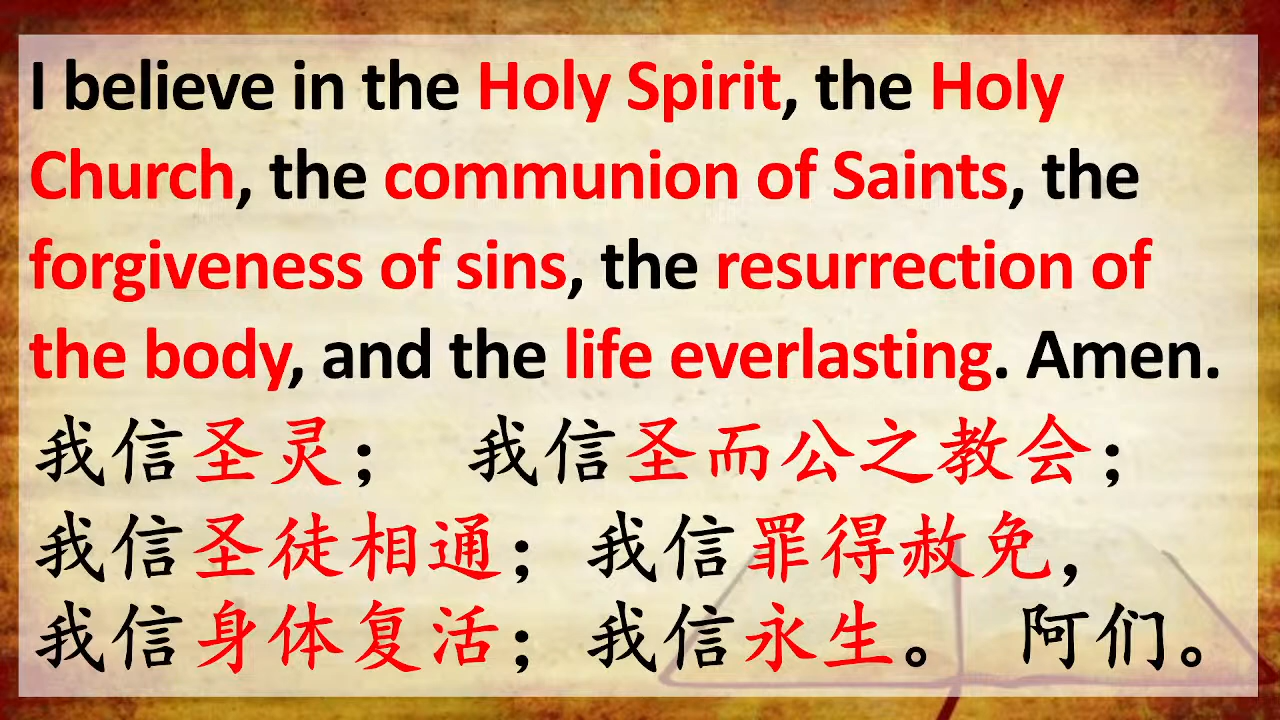 I believe in the Holy Spirit, the Holy
Church, the communion of Saints, the
forgiveness of sins, the resurrection of
the body, and the life everlasting. Amen.
我信圣灵； 我信圣而公之教会；
我信圣徒相通；我信罪得赦免，
我信身体复活；我信永生。 阿们。